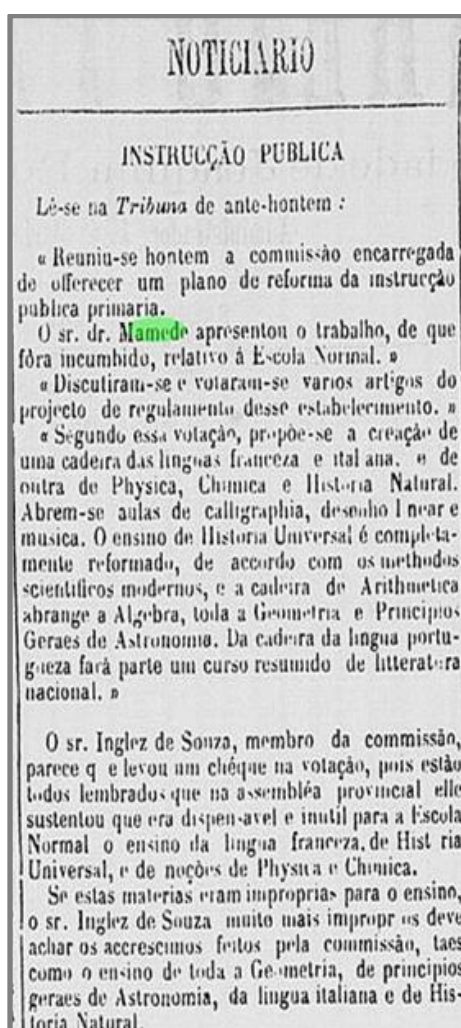 NOTICIARIO
INSTRUCÇÃO PUBLICA
Lê-se na Tribuna de ante-hontem :
« Reuniu-se hontem a commissão encarregada
de offerecer um plano de reforma da instrucção
publica primaria.
O sr. dr. Mamede apresentou o trabalho, de que
fôra incumbido, relativo á Escola Normal. »
« Discutiram-se e votaram-se varios artigos do
projecto de regulamento desse estabelecimento. »
« Segundo essa votação, propõe-se a creação de
uma cadeira das linguas franceza e ital ana. e de
outra de Physica, Chimica e Historia Natural.
Abrem-se aulas de calligraphia, desenho l near e
musica. O ensino de Historia Universal é completa-
mente reformado, de accordo com os methodos
scientificos modernos, e a cadeira de Arithmetica
abrange a Algebra, toda a Geometria e Principios
Geraes de Astronomia. Da cadeira da lingua portu-
gueza fará parte um curso resumido de litteratura
nacional. »
O sr. Inglez de Souza, membro da commissão,
parece q e levou um chéque na votação, pois estão
todos lembrados que na assembléa provincial elle
sustentou que era dispensavel e inutil para a Escola
Normal o ensino da lingua franceza, de Hist ria
Universal, e de noções de Physica e Chimica.
Se estas materias eram improprias para o ensino,
o sr. Inglez de Souza muito mais impropr os deve
achar os accrescimos feitos pela commissão, taes
como o ensino de toda a Geometria, de principios
geraes de Astronomia, da lingua italiana e de His-
toria Natural.